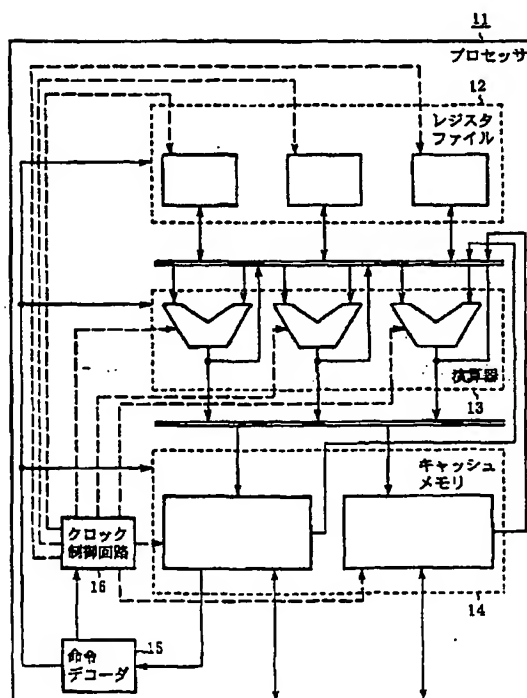 11
プロセッサ
12
レジスタ
ファイル
演算器
13
キャッシュ
メモリ
クロック
制御回路
16
14
15
命令
デコーダ